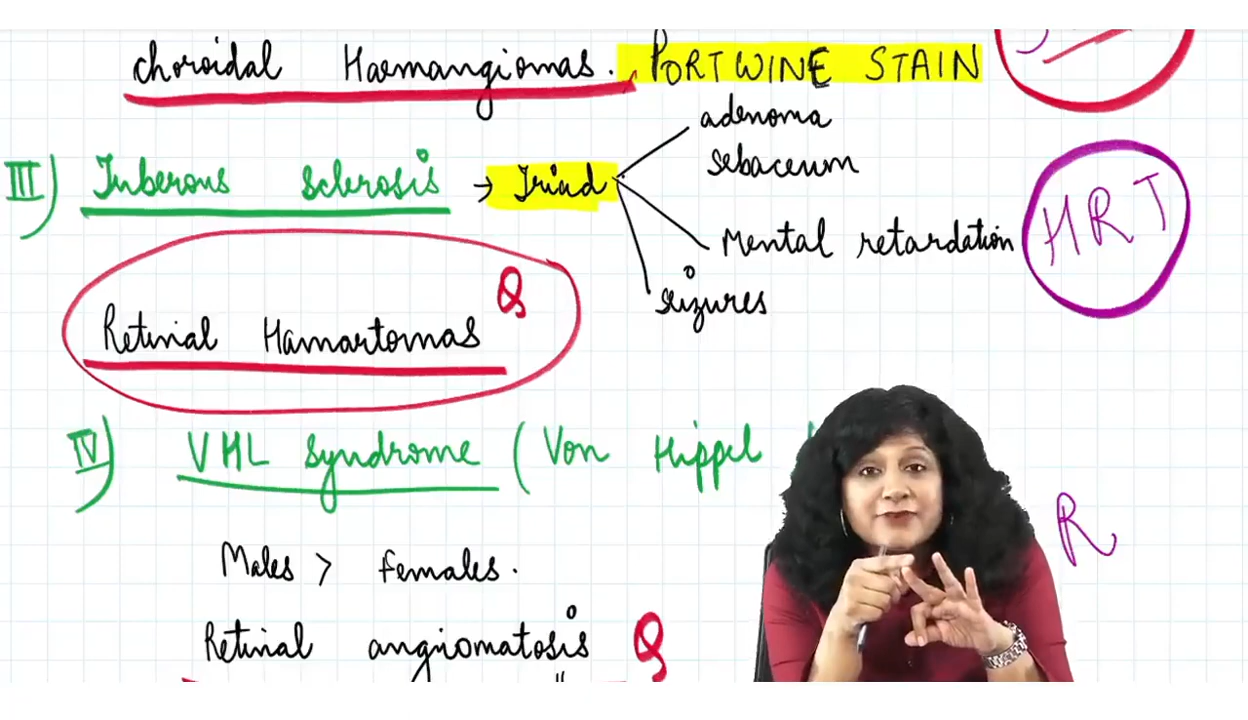 choroidal Haemangiomas. PORTWINE STAIN
III) Tuberous Sclerosis → Triad
adenoma
sebaceum
Mental retardation
seizures
HRT
Retinal Hamartomas Q
IV) VHL Syndrome (Von Hippel
R
Males > females.
Retinal angiomatosis Q